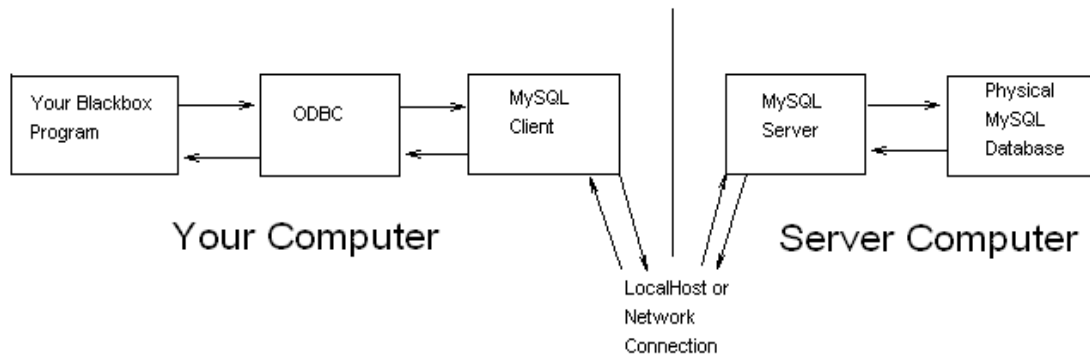 Your Blackbox
Program
ODBC
MySQL
Client
MySQL
Server
Physical
MySQL
Database
Your Computer
Server Computer
LocalHost or
Network
Connection